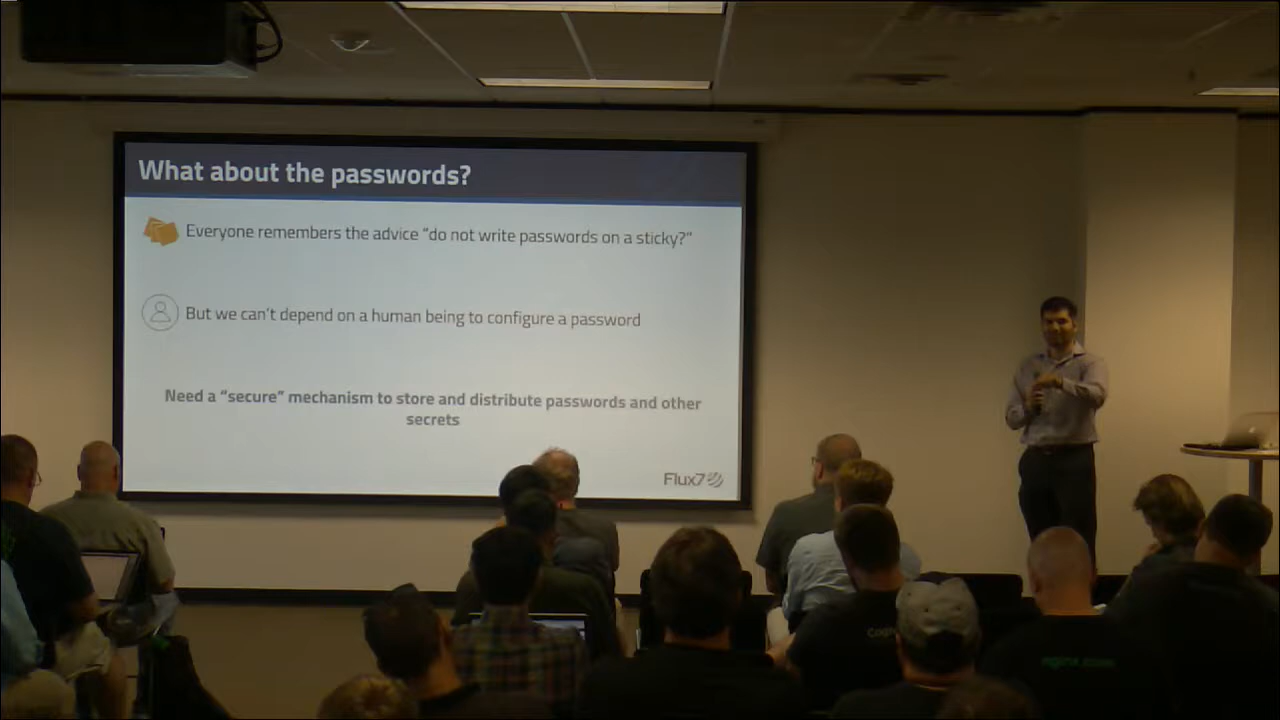 What about the passwords?
Everyone remembers the advice “do not write passwords on a sticky?”
But we can’t depend on a human being to configure a password
Need a “secure” mechanism to store and distribute passwords and other
secrets
Flux7